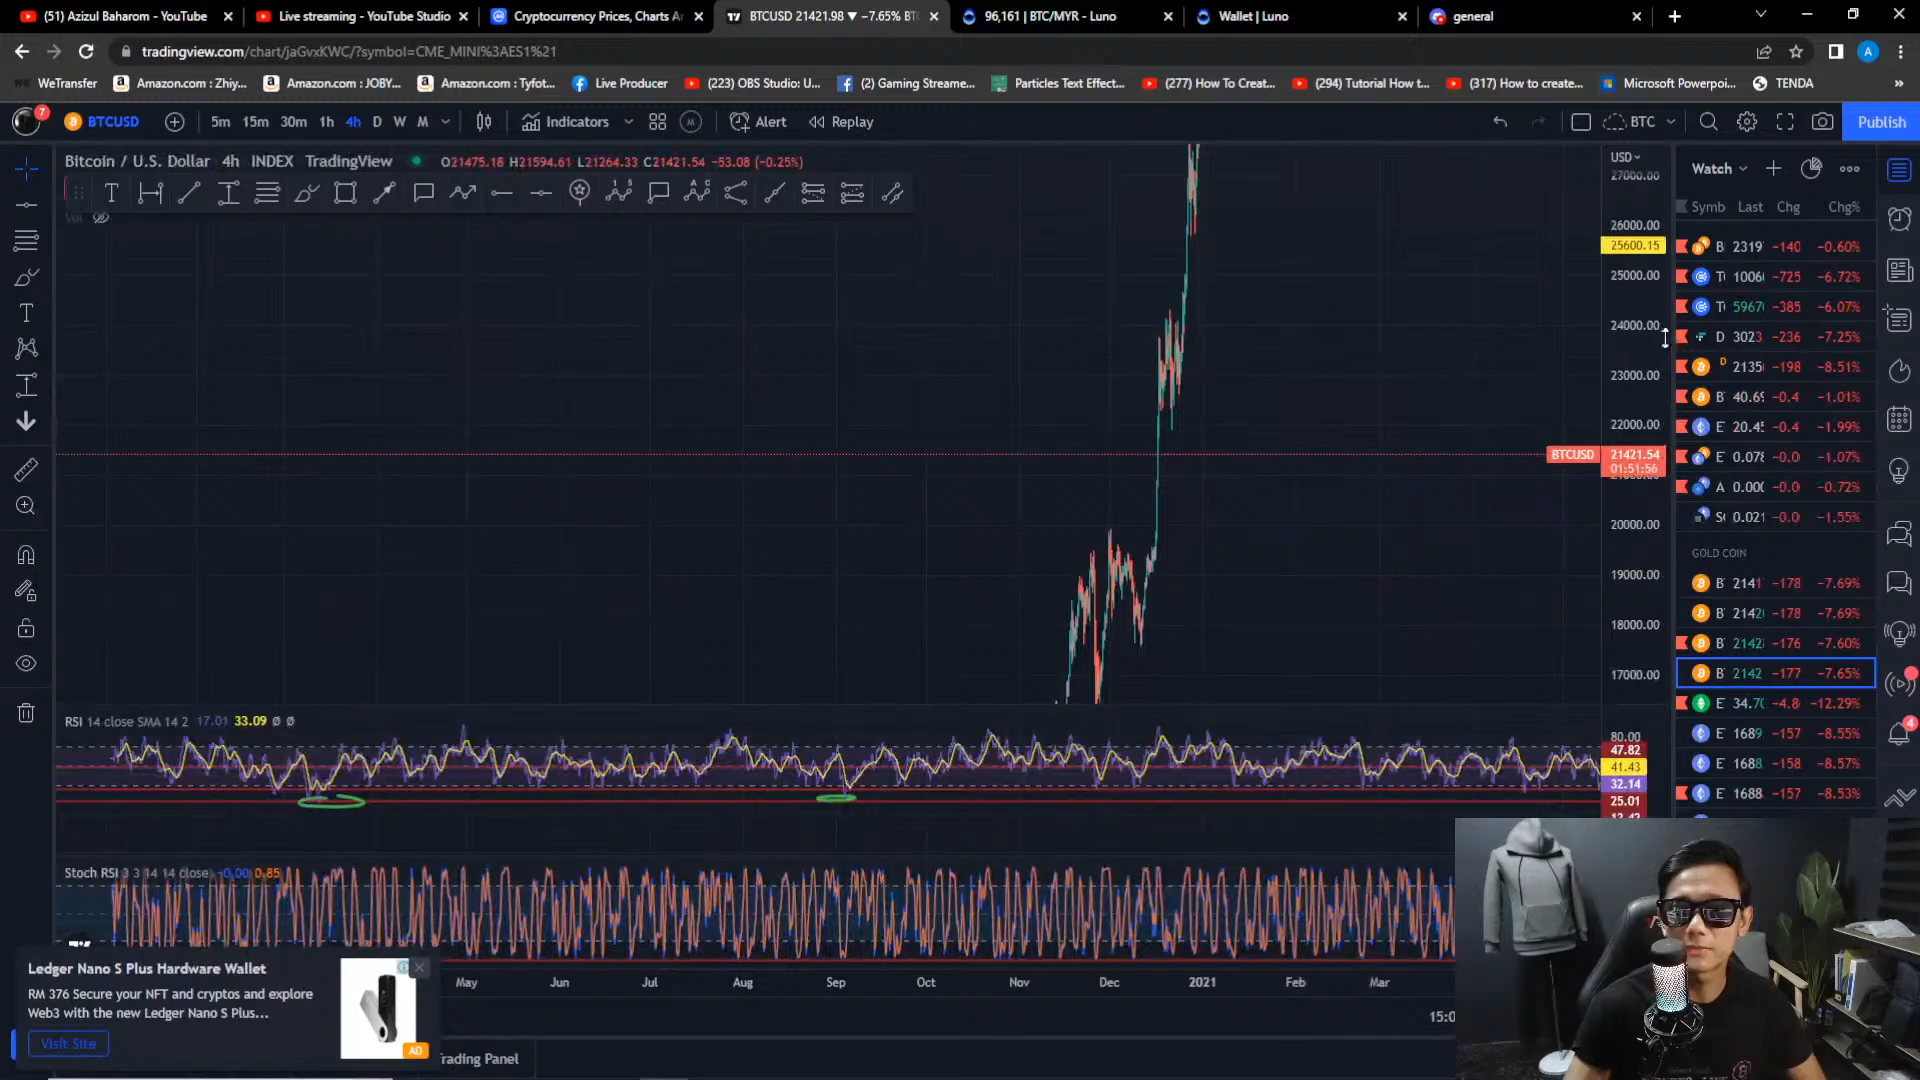 (51) Azizul Baharom - YouTube
Live streaming - YouTube Studio
Cryptocurrency Prices, Charts A
BTCUSD 21421.98 ▼ −7.65% BT
96,161 | BTC/MYR - Luno
Wallet | Luno
general
tradingview.com/chart/jaGvxKWC/?symbol=CME_MINI%3AES1%21
A
WeTransfer
Amazon.com : Zhiy...
Amazon.com : JOBY...
Amazon.com : Tyfot...
Live Producer
(223) OBS Studio: U...
(2) Gaming Streame...
Particles Text Effect...
(277) How To Creat...
(294) Tutorial How t...
(317) How to create...
Microsoft Powerpoi...
TENDA
7
BTCUSD
5m 15m 30m 1h 4h D W M
Indicators
Alert
Replay
BTC
Publish
Bitcoin / U.S. Dollar 4h INDEX TradingView
O21475.18 H21594.61 L21264.33 C21421.54 −53.08 (−0.25%)
Vol
USD
27000.00
26000.00
25600.15
25000.00
24000.00
23000.00
22000.00
BTCUSD 21421.54
01:51:56
20000.00
19000.00
18000.00
17000.00
RSI 14 close SMA 14 2 17.01 33.09 Ø Ø
80.00
47.82
41.43
32.14
25.01
Stoch RSI 3 3 14 14 close −0.00 0.85
May Jun Jul Aug Sep Oct Nov Dec 2021 Feb Mar
15:0
Trading Panel
Ledger Nano S Plus Hardware Wallet
RM 376 Secure your NFT and cryptos and explore
Web3 with the new Ledger Nano S Plus...
Visit Site
AD
Watch
Symb Last Chg Chg%
B 2319 −140 −0.60%
T 1006 −725 −6.72%
T 5967 −385 −6.07%
D 3023 −236 −7.25%
B 2135 −198 −8.51%
B 40.69 −0.4 −1.01%
E 20.45 −0.4 −1.99%
E 0.078 −0.0 −1.07%
A 0.000 −0.0 −0.72%
S 0.021 −0.0 −1.55%
GOLD COIN
B 2141 −178 −7.69%
B 2142 −178 −7.69%
B 2142 −176 −7.60%
B 2142 −177 −7.65%
E 34.70 −4.8 −12.29%
E 1689 −157 −8.55%
E 1688 −158 −8.57%
E 1688 −157 −8.53%
4